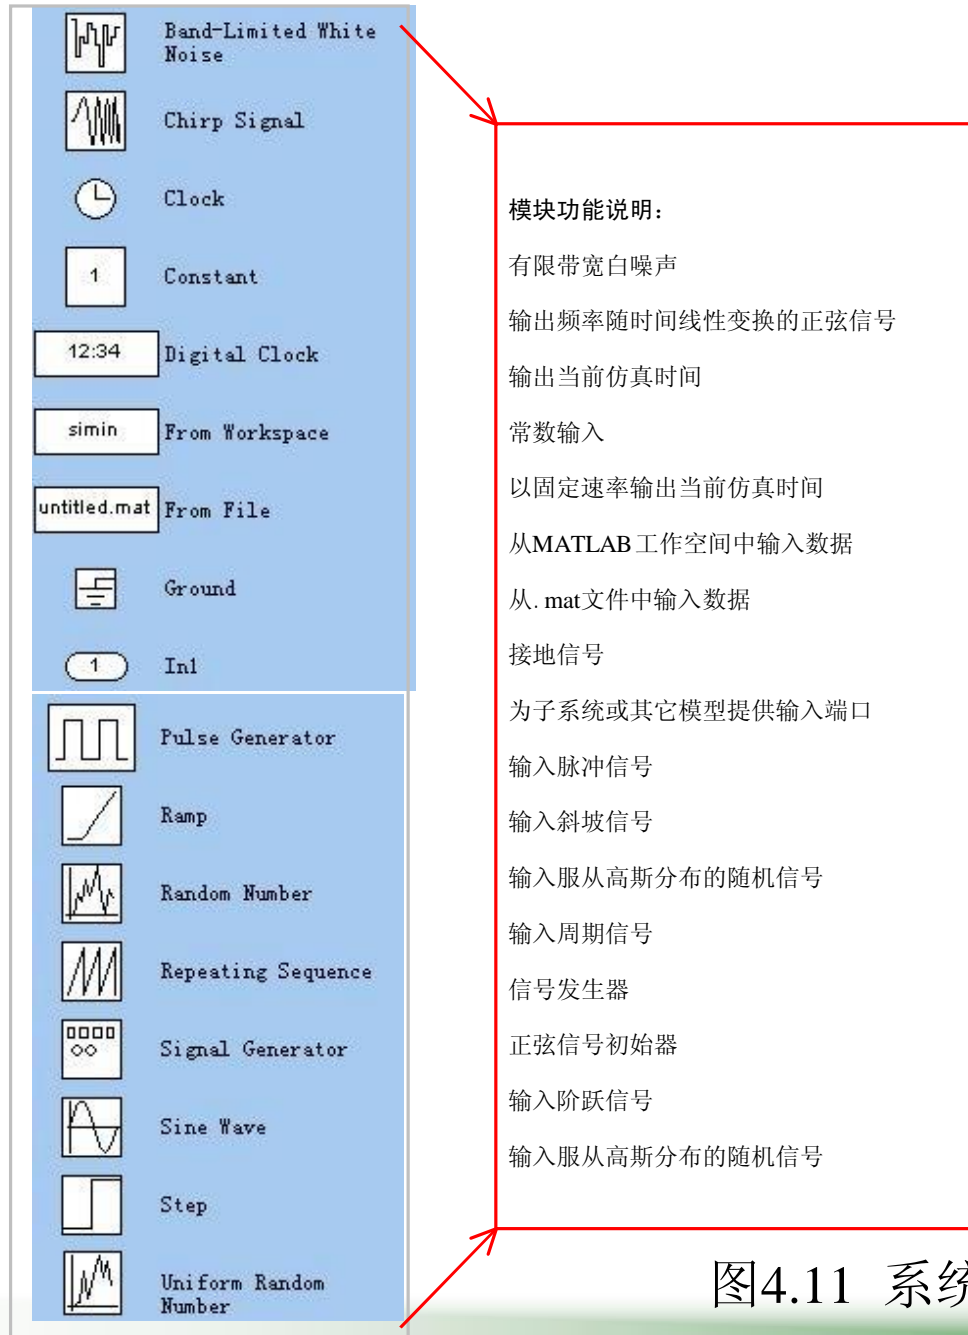 Band-Limited White
Noise
Chirp Signal
Clock
1
Constant
12:34
Digital Clock
simin
From Workspace
untitled.mat
From File
Ground
1
In1
Pulse Generator
Ramp
Random Number
Repeating Sequence
Signal Generator
Sine Wave
Step
Uniform Random
Number
模块功能说明:
有限带宽白噪声
输出频率随时间线性变换的正弦信号
输出当前仿真时间
常数输入
以固定速率输出当前仿真时间
从MATLAB工作空间中输入数据
从. mat文件中输入数据
接地信号
为子系统或其它模型提供输入端口
输入脉冲信号
输入斜坡信号
输入服从高斯分布的随机信号
输入周期信号
信号发生器
正弦信号初始器
输入阶跃信号
输入服从高斯分布的随机信号
图4.11 系统